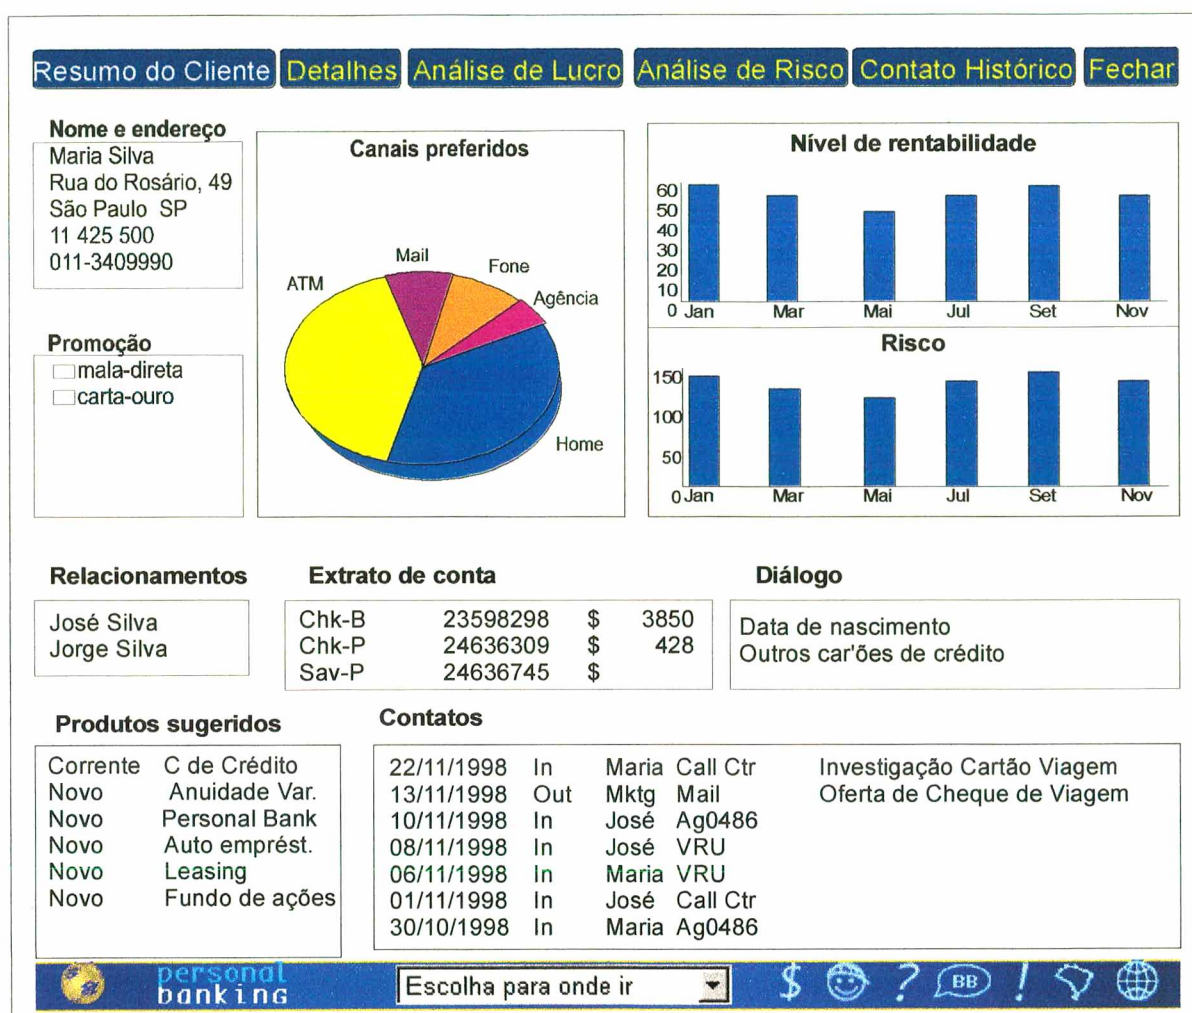 Resumo do Cliente Detalhes Análise de Lucro Análise de Risco Contato Histórico Fechar
Nome e endereço
Maria Silva
Rua do Rosário, 49
São Paulo SP
11 425 500
011-3409990
Promoção
mala-direta
carta-ouro
Canais preferidos
Mail
Fone
ATM
Agência
Home
Nível de rentabilidade
60
50
40
30
20
10
0 Jan Mar Mai Jul Set Nov
Risco
150
100
50
0 Jan Mar Mai Jul Set Nov
Relacionamentos
José Silva
Jorge Silva
Extrato de conta
Chk-B 23598298 $ 3850
Chk-P 24636309 $ 428
Sav-P 24636745 $
Diálogo
Data de nascimento
Outros car'ões de crédito
Produtos sugeridos
Corrente C de Crédito
Novo Anuidade Var.
Novo Personal Bank
Novo Auto emprést.
Novo Leasing
Novo Fundo de ações
Contatos
22/11/1998 In Maria Call Ctr Investigação Cartão Viagem
13/11/1998 Out Mktg Mail Oferta de Cheque de Viagem
10/11/1998 In José Ag0486
08/11/1998 In José VRU
06/11/1998 In Maria VRU
01/11/1998 In José Call Ctr
30/10/1998 In Maria Ag0486
personal
banking
Escolha para onde ir
$ ? BB !